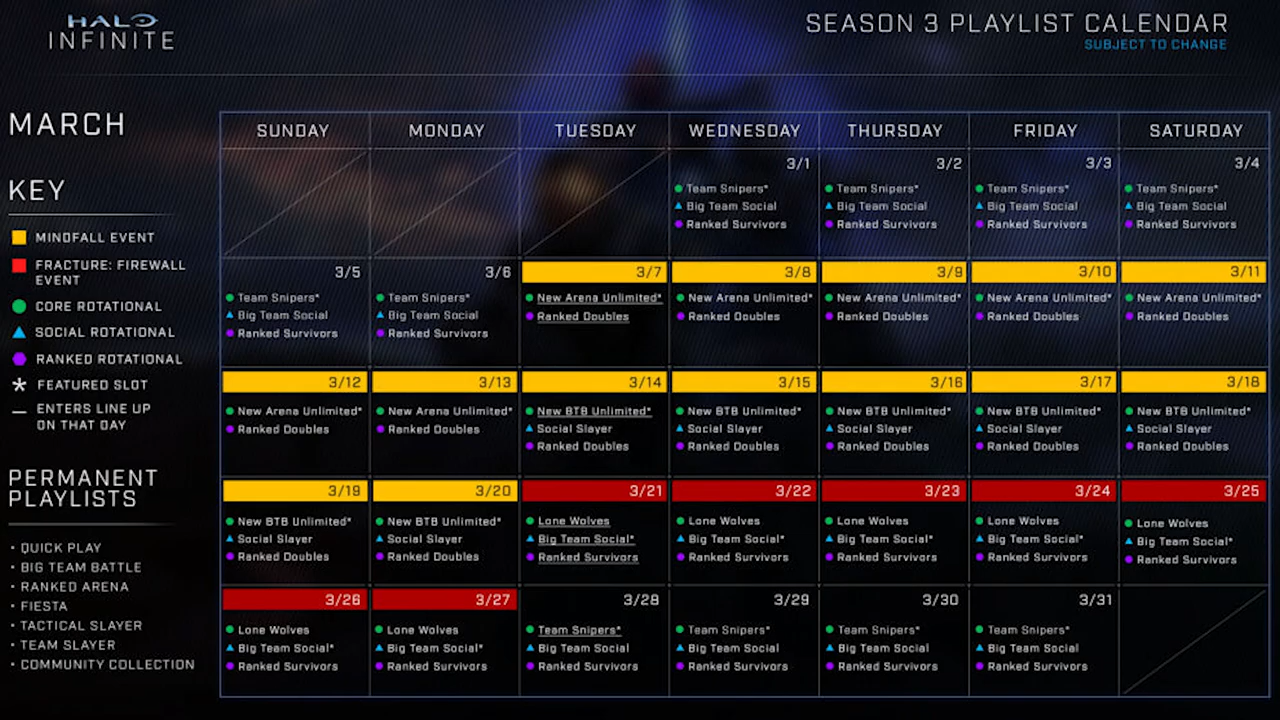 HALO
INFINITE
SEASON 3 PLAYLIST CALENDAR
SUBJECT TO CHANGE
MARCH
KEY
MINDFALL EVENT
FRACTURE: FIREWALL
EVENT
CORE ROTATIONAL
SOCIAL ROTATIONAL
RANKED ROTATIONAL
* FEATURED SLOT
— ENTERS LINE UP
ON THAT DAY
PERMANENT
PLAYLISTS
• QUICK PLAY
• BIG TEAM BATTLE
• RANKED ARENA
• FIESTA
• TACTICAL SLAYER
• TEAM SLAYER
• COMMUNITY COLLECTION
SUNDAY MONDAY TUESDAY WEDNESDAY THURSDAY FRIDAY SATURDAY
3/1 3/2 3/3 3/4
Team Snipers* Team Snipers* Team Snipers* Team Snipers*
Big Team Social Big Team Social Big Team Social Big Team Social
Ranked Survivors Ranked Survivors Ranked Survivors Ranked Survivors
3/5 3/6 3/7 3/8 3/9 3/10 3/11
Team Snipers* Team Snipers* New Arena Unlimited* New Arena Unlimited* New Arena Unlimited* New Arena Unlimited* New Arena Unlimited*
Big Team Social Big Team Social Ranked Doubles Ranked Doubles Ranked Doubles Ranked Doubles Ranked Doubles
Ranked Survivors Ranked Survivors
3/12 3/13 3/14 3/15 3/16 3/17 3/18
New Arena Unlimited* New Arena Unlimited* New BTB Unlimited* New BTB Unlimited* New BTB Unlimited* New BTB Unlimited* New BTB Unlimited*
Ranked Doubles Ranked Doubles Social Slayer Social Slayer Social Slayer Social Slayer Social Slayer
Ranked Doubles Ranked Doubles Ranked Doubles Ranked Doubles Ranked Doubles
3/19 3/20 3/21 3/22 3/23 3/24 3/25
New BTB Unlimited* New BTB Unlimited* Lone Wolves Lone Wolves Lone Wolves Lone Wolves Lone Wolves
Social Slayer Social Slayer Big Team Social* Big Team Social* Big Team Social* Big Team Social* Big Team Social*
Ranked Doubles Ranked Doubles Ranked Survivors Ranked Survivors Ranked Survivors Ranked Survivors Ranked Survivors
3/26 3/27 3/28 3/29 3/30 3/31
Lone Wolves Lone Wolves Team Snipers* Team Snipers* Team Snipers* Team Snipers*
Big Team Social* Big Team Social* Big Team Social Big Team Social Big Team Social Big Team Social
Ranked Survivors Ranked Survivors Ranked Survivors Ranked Survivors Ranked Survivors Ranked Survivors